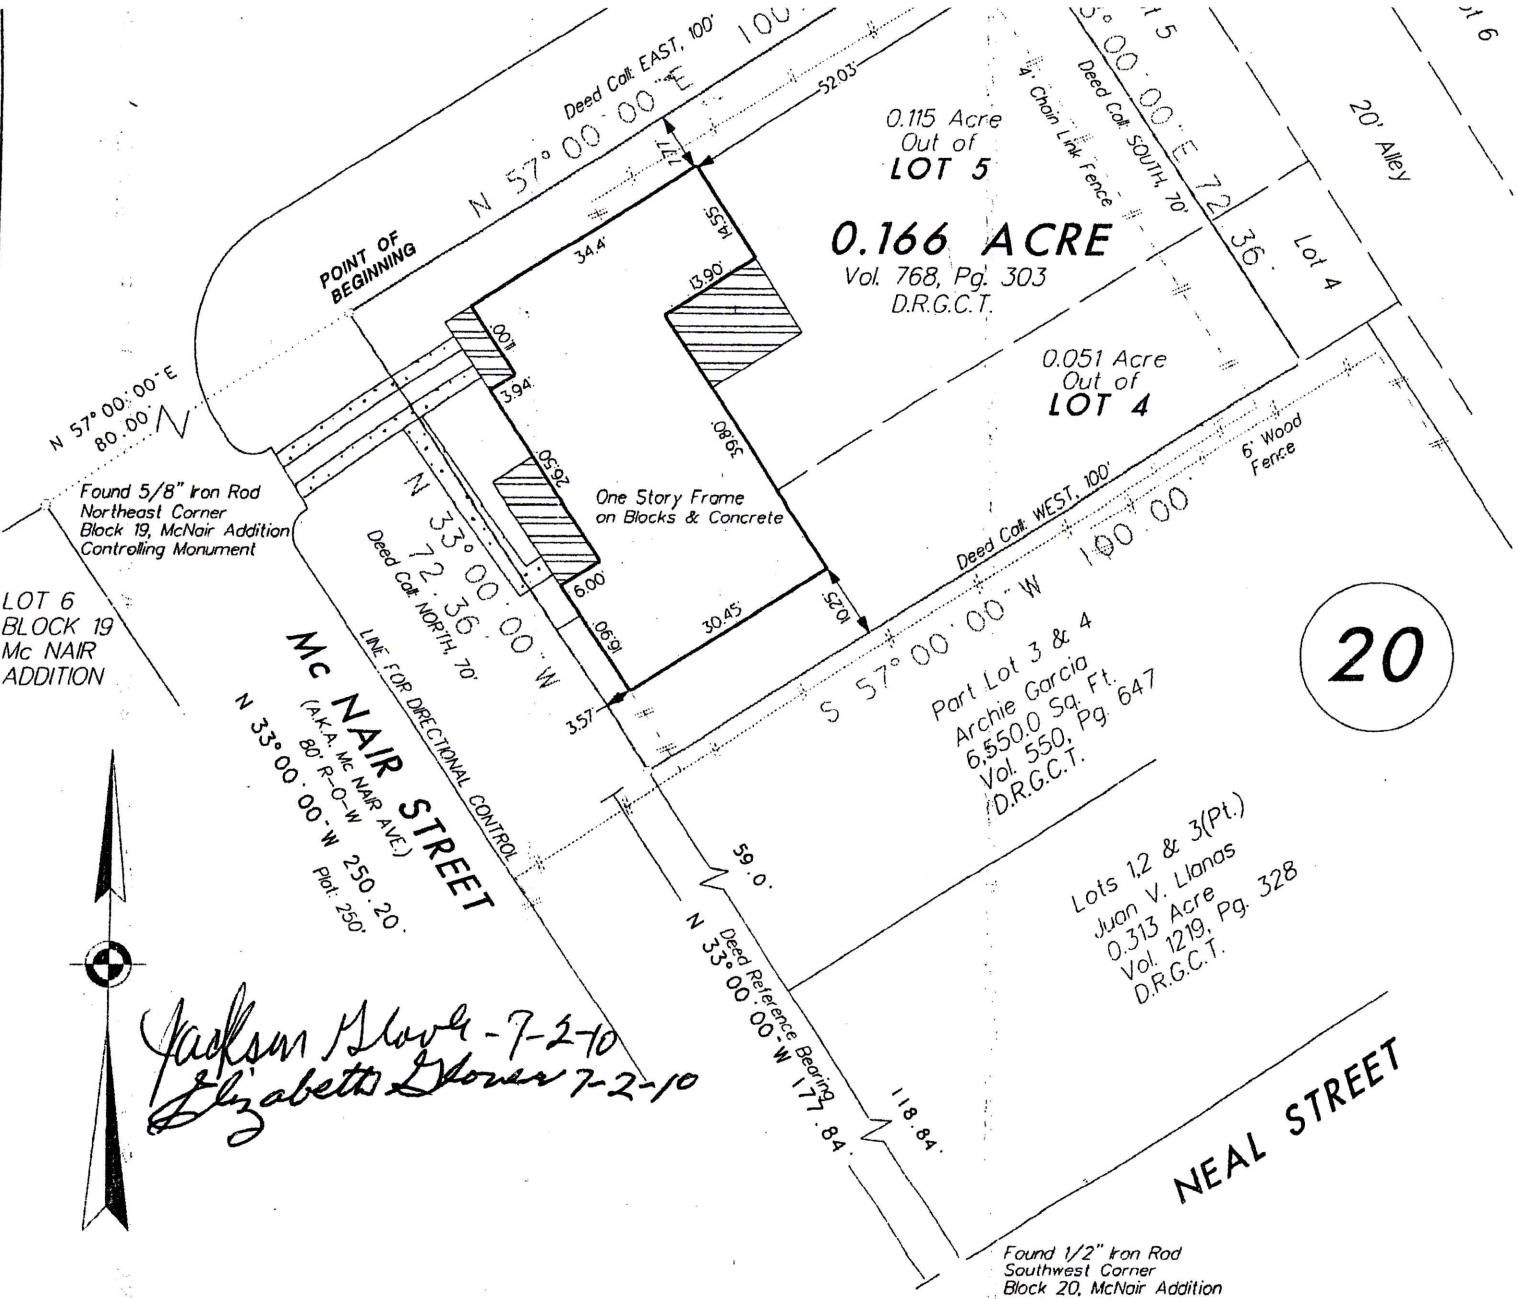 Deed Call: EAST, 100'
N 57° 00' 00" E 100.
52.03'
7.77'
POINT OF
BEGINNING
34.4'
14.55'
13.90'
11.00'
3.94'
26.50'
39.80'
6.00'
16.90'
30.45'
10.25'
3.57'
One Story Frame
on Blocks & Concrete
0.115 Acre
Out of
LOT 5
0.166 ACRE
Vol. 768, Pg. 303
D.R.G.C.T.
0.051 Acre
Out of
LOT 4
4' Chain Link Fence
Deed Call: SOUTH, 70'
3° 00' 00" E 72.36'
t 5
ot 6
20' Alley
Lot 4
6' Wood
Fence
Deed Call: WEST, 100'
S 57° 00' 00" W 100.00'
N 57° 00' 00" E
80.00'
Found 5/8" Iron Rod
Northeast Corner
Block 19, McNair Addition
Controlling Monument
LOT 6
BLOCK 19
Mc NAIR
ADDITION
N 33° 00' 00" W
72.36'
Deed Call: NORTH, 70'
LINE FOR DIRECTIONAL CONTROL
Mc NAIR STREET
(A.K.A. Mc NAIR AVE.)
80' R-O-W
N 33° 00' 00" W 250.20'
Plat: 250'
Part Lot 3 & 4
Archie Garcia
6,550.0 Sq. Ft.
Vol. 550, Pg. 647
D.R.G.C.T.
20
59.0'
Lots 1,2 & 3(Pt.)
Juan V. Llanas
0.313 Acre
Vol. 1219, Pg. 328
D.R.G.C.T.
Deed Reference Bearing
N 33° 00' 00" W 177.84'
118.84'
NEAL STREET
Jackson Glover - 7-2-10
Elizabeth Glover 7-2-10
Found 1/2" Iron Rod
Southwest Corner
Block 20, McNair Addition